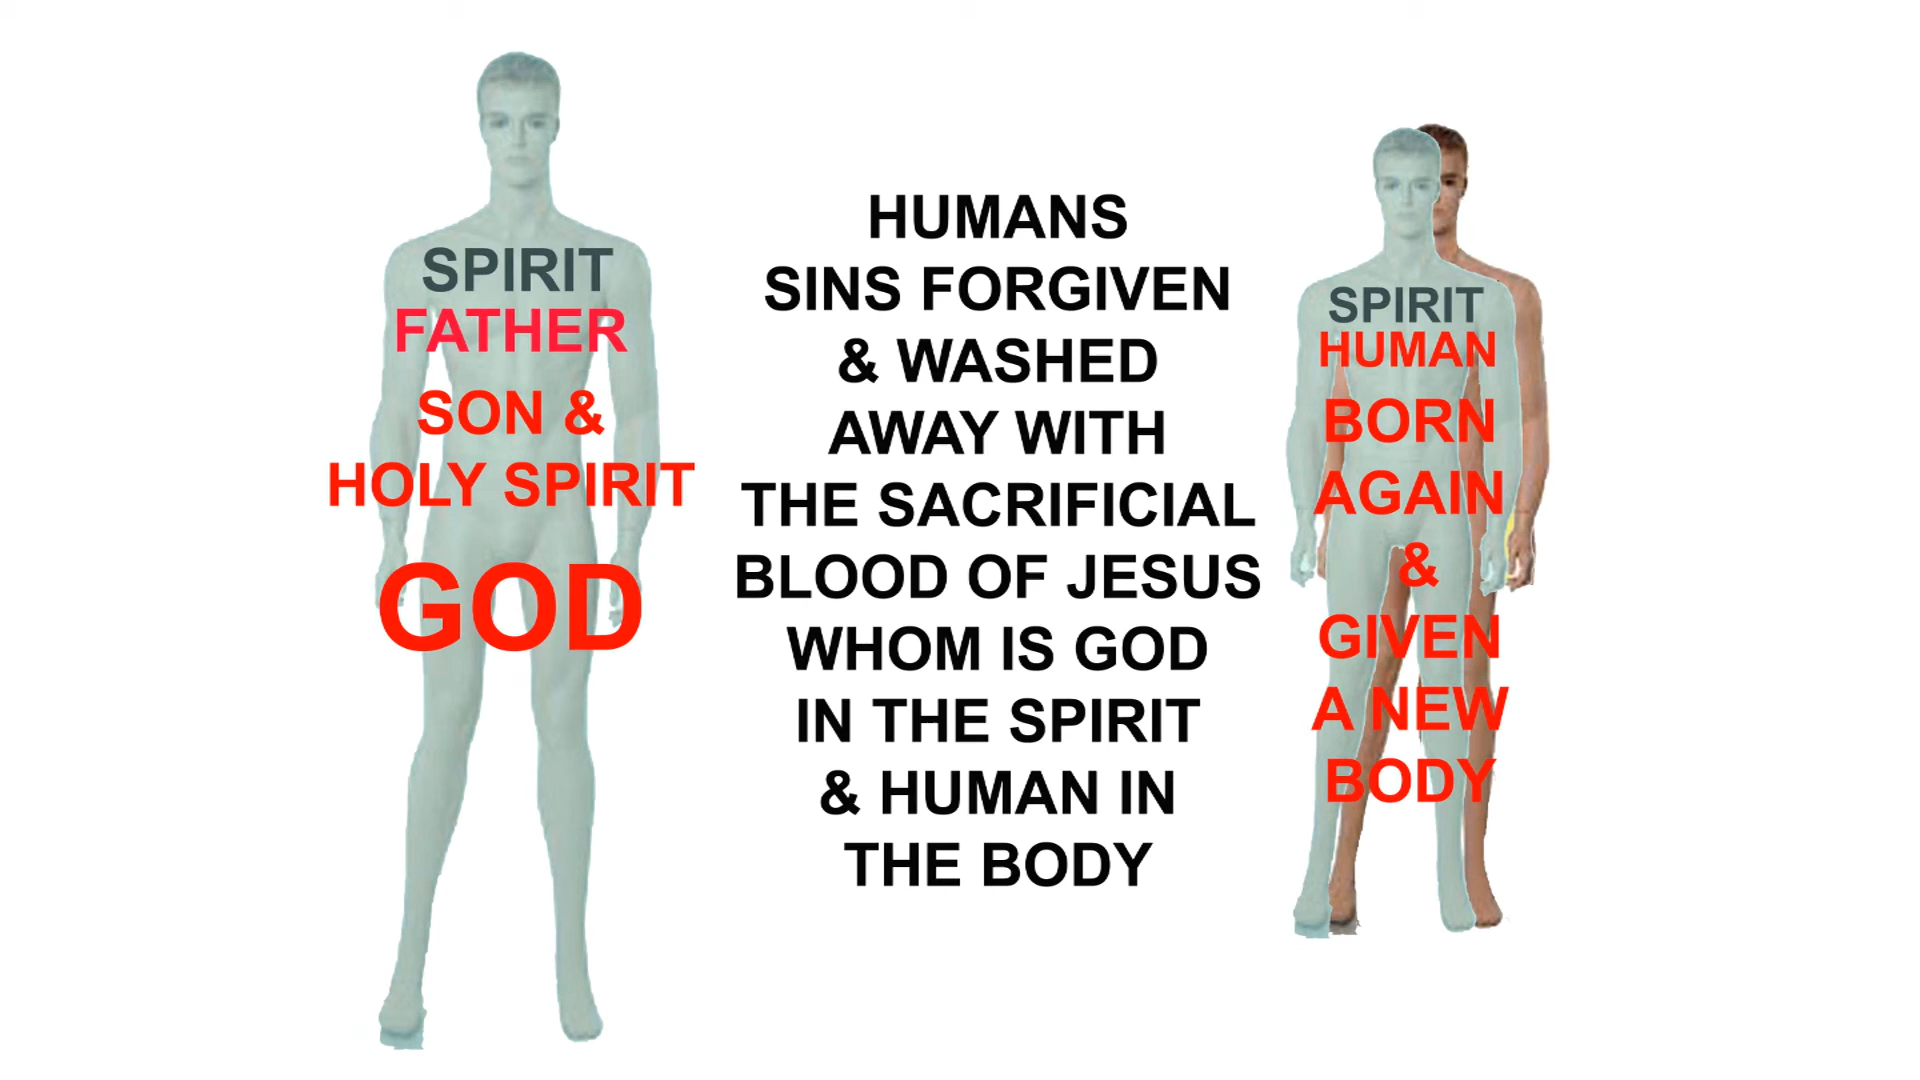 SPIRIT
FATHER
SON &
HOLY SPIRIT
GOD
HUMANS
SINS FORGIVEN
& WASHED
AWAY WITH
THE SACRIFICIAL
BLOOD OF JESUS
WHOM IS GOD
IN THE SPIRIT
& HUMAN IN
THE BODY
SPIRIT
HUMAN
BORN
AGAIN
&
GIVEN
A NEW
BODY